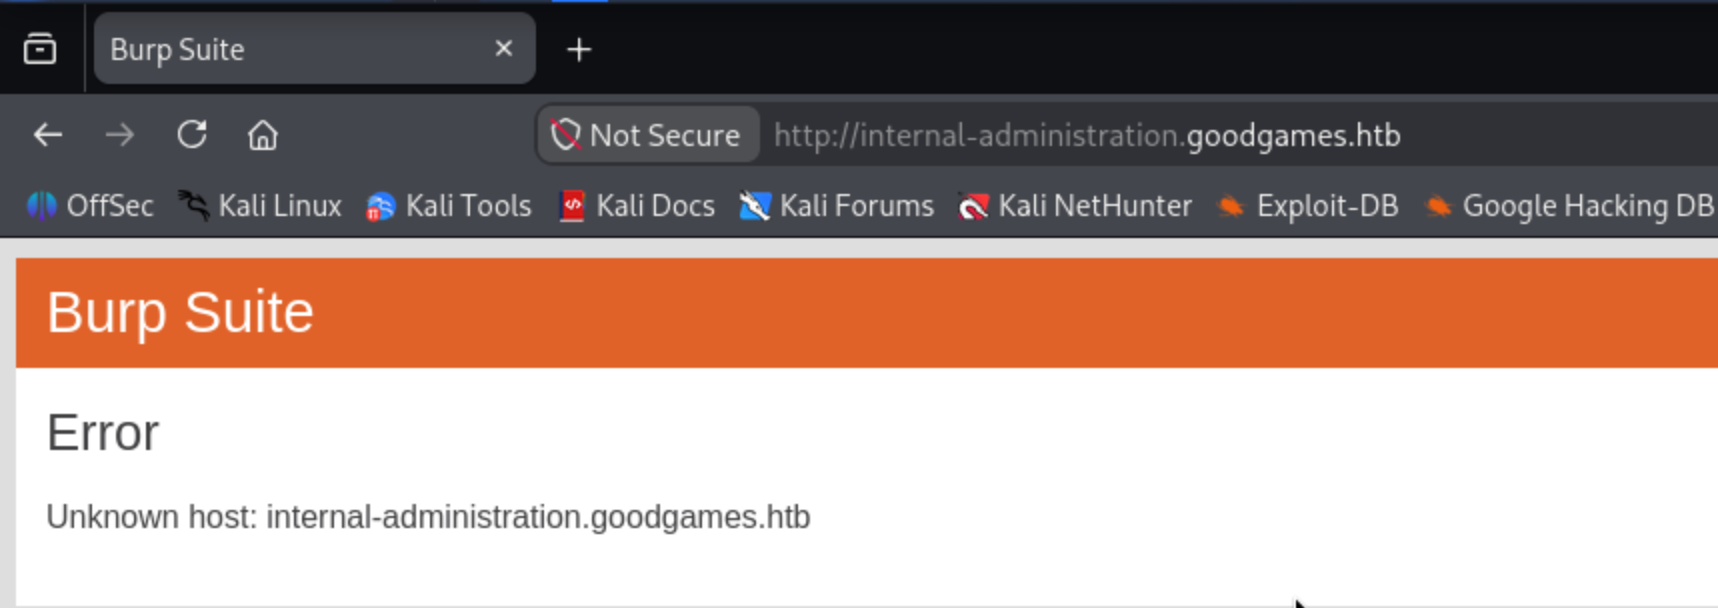 Burp Suite
Not Secure http://internal-administration.goodgames.htb
OffSec Kali Linux Kali Tools Kali Docs Kali Forums Kali NetHunter Exploit-DB Google Hacking DB
Burp Suite
Error
Unknown host: internal-administration.goodgames.htb